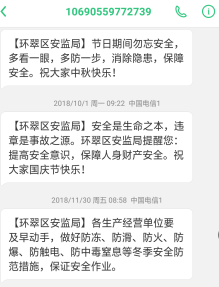 10690559772739
【环翠区安监局】节日期间勿忘安全，
多看一眼，多防一步，消除隐患，保障
安全。祝大家中秋快乐！
2018/10/1 周一 09:22 中国电信1
【环翠区安监局】安全是生命之本，违
章是事故之源。环翠区安监局提醒您：
提高安全意识，保障人身财产安全。祝
大家国庆节快乐！
2018/11/30 周五 08:58 中国电信1
【环翠区安监局】各生产经营单位要
及早动手，做好防冻、防滑、防火、防
爆、防触电、防中毒窒息等冬季安全防
范措施，保证安全作业。